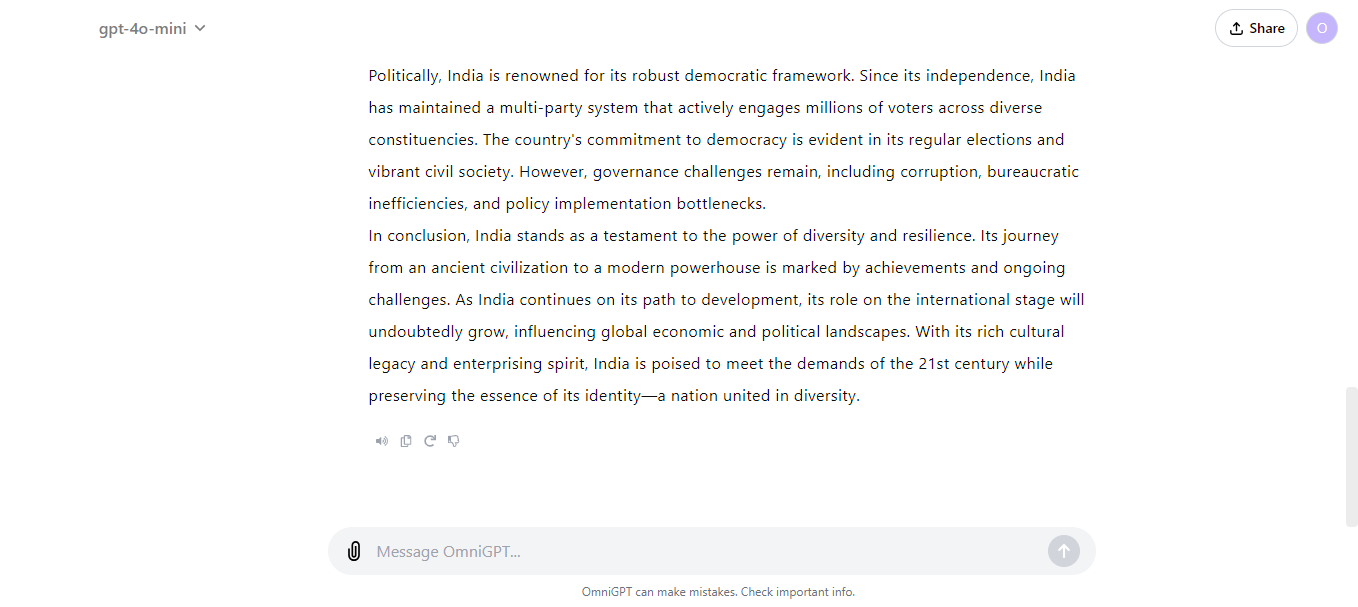 gpt-4o-mini
Share
O
Politically, India is renowned for its robust democratic framework. Since its independence, India
has maintained a multi-party system that actively engages millions of voters across diverse
constituencies. The country's commitment to democracy is evident in its regular elections and
vibrant civil society. However, governance challenges remain, including corruption, bureaucratic
inefficiencies, and policy implementation bottlenecks.
In conclusion, India stands as a testament to the power of diversity and resilience. Its journey
from an ancient civilization to a modern powerhouse is marked by achievements and ongoing
challenges. As India continues on its path to development, its role on the international stage will
undoubtedly grow, influencing global economic and political landscapes. With its rich cultural
legacy and enterprising spirit, India is poised to meet the demands of the 21st century while
preserving the essence of its identity—a nation united in diversity.
Message OmniGPT...
OmniGPT can make mistakes. Check important info.